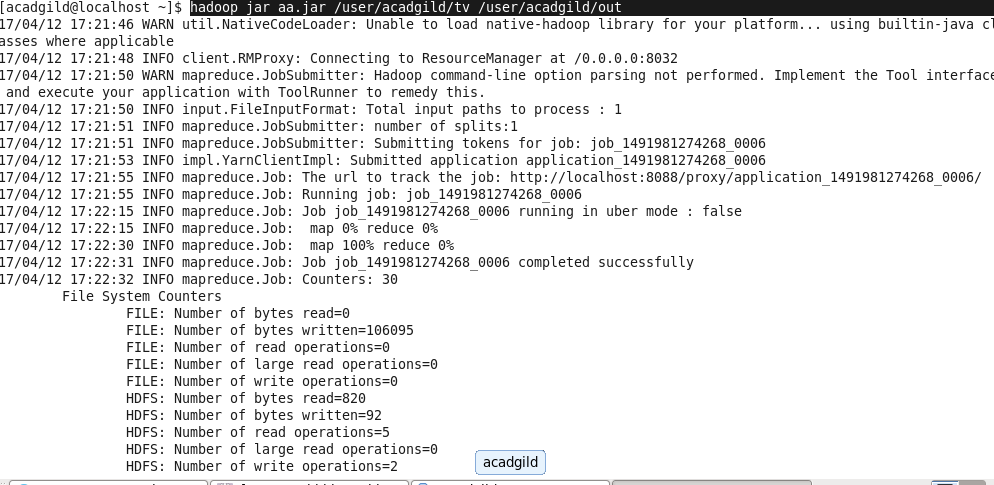 [acadgild@localhost ~]$ hadoop jar aa.jar /user/acadgild/tv /user/acadgild/out
17/04/12 17:21:46 WARN util.NativeCodeLoader: Unable to load native-hadoop library for your platform... using builtin-java cl
asses where applicable
17/04/12 17:21:48 INFO client.RMProxy: Connecting to ResourceManager at /0.0.0.0:8032
17/04/12 17:21:50 WARN mapreduce.JobSubmitter: Hadoop command-line option parsing not performed. Implement the Tool interface
and execute your application with ToolRunner to remedy this.
17/04/12 17:21:50 INFO input.FileInputFormat: Total input paths to process : 1
17/04/12 17:21:51 INFO mapreduce.JobSubmitter: number of splits:1
17/04/12 17:21:51 INFO mapreduce.JobSubmitter: Submitting tokens for job: job_1491981274268_0006
17/04/12 17:21:53 INFO impl.YarnClientImpl: Submitted application application_1491981274268_0006
17/04/12 17:21:55 INFO mapreduce.Job: The url to track the job: http://localhost:8088/proxy/application_1491981274268_0006/
17/04/12 17:21:55 INFO mapreduce.Job: Running job: job_1491981274268_0006
17/04/12 17:22:15 INFO mapreduce.Job: Job job_1491981274268_0006 running in uber mode : false
17/04/12 17:22:15 INFO mapreduce.Job:  map 0% reduce 0%
17/04/12 17:22:30 INFO mapreduce.Job:  map 100% reduce 0%
17/04/12 17:22:31 INFO mapreduce.Job: Job job_1491981274268_0006 completed successfully
17/04/12 17:22:32 INFO mapreduce.Job: Counters: 30
File System Counters
FILE: Number of bytes read=0
FILE: Number of bytes written=106095
FILE: Number of read operations=0
FILE: Number of large read operations=0
FILE: Number of write operations=0
HDFS: Number of bytes read=820
HDFS: Number of bytes written=92
HDFS: Number of read operations=5
HDFS: Number of large read operations=0
HDFS: Number of write operations=2
acadgild